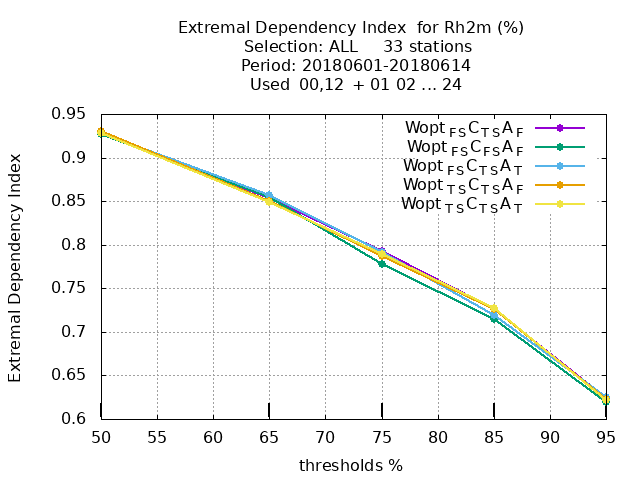 Extremal Dependency Index  for Rh2m (%)
Selection: ALL     33 stations
Period: 20180601-20180614
Used  00,12  + 01 02 ... 24
Extremal Dependency Index
0.95
0.9
0.85
0.8
0.75
0.7
0.65
0.6
Wopt FS C TS A F
Wopt FS C FS A F
Wopt FS C TS A T
Wopt TS C TS A F
Wopt TS C TS A T
50 55 60 65 70 75 80 85 90 95
thresholds %